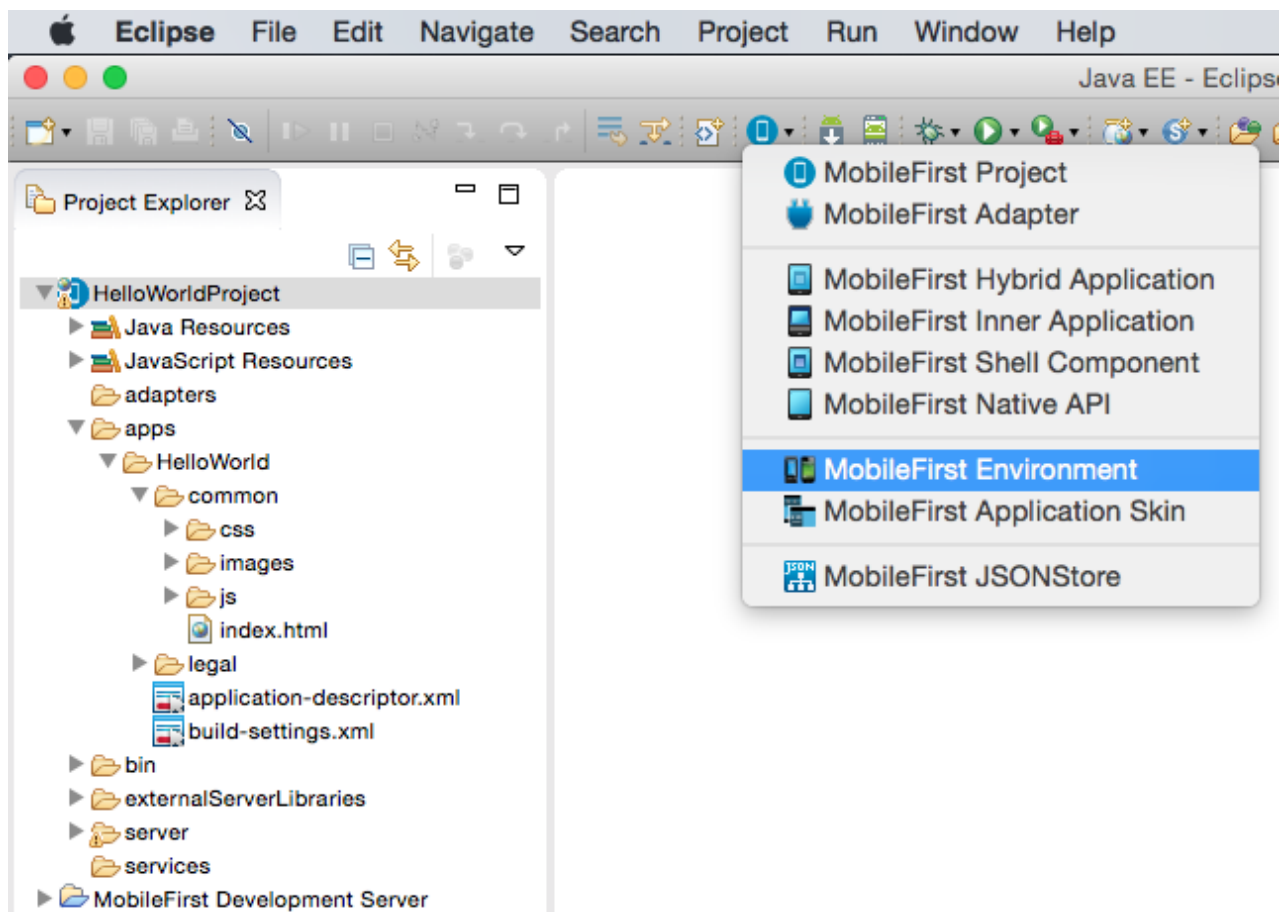 Eclipse File Edit Navigate Search Project Run Window Help
Java EE - Eclipse
Project Explorer
MobileFirst Project
MobileFirst Adapter
MobileFirst Hybrid Application
MobileFirst Inner Application
MobileFirst Shell Component
MobileFirst Native API
MobileFirst Environment
MobileFirst Application Skin
JSON
MobileFirst JSONStore
HelloWorldProject
Java Resources
JavaScript Resources
adapters
apps
HelloWorld
common
css
images
js
index.html
legal
application-descriptor.xml
build-settings.xml
bin
externalServerLibraries
server
services
MobileFirst Development Server